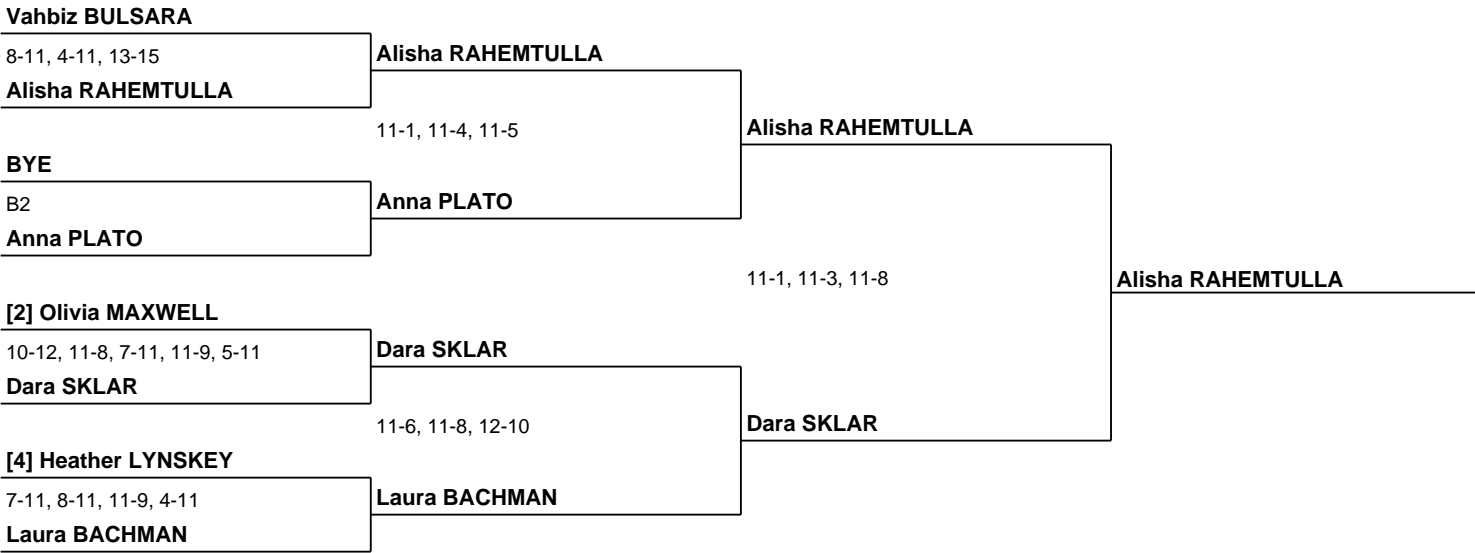 Vahbiz BULSARA
8-11, 4-11, 13-15
Alisha RAHEMTULLA
BYE
B2
Anna PLATO
[2] Olivia MAXWELL
10-12, 11-8, 7-11, 11-9, 5-11
Dara SKLAR
[4] Heather LYNSKEY
7-11, 8-11, 11-9, 4-11
Laura BACHMAN
Alisha RAHEMTULLA
11-1, 11-4, 11-5
Anna PLATO
Dara SKLAR
11-6, 11-8, 12-10
Laura BACHMAN
Alisha RAHEMTULLA
11-1, 11-3, 11-8
Dara SKLAR
Alisha RAHEMTULLA